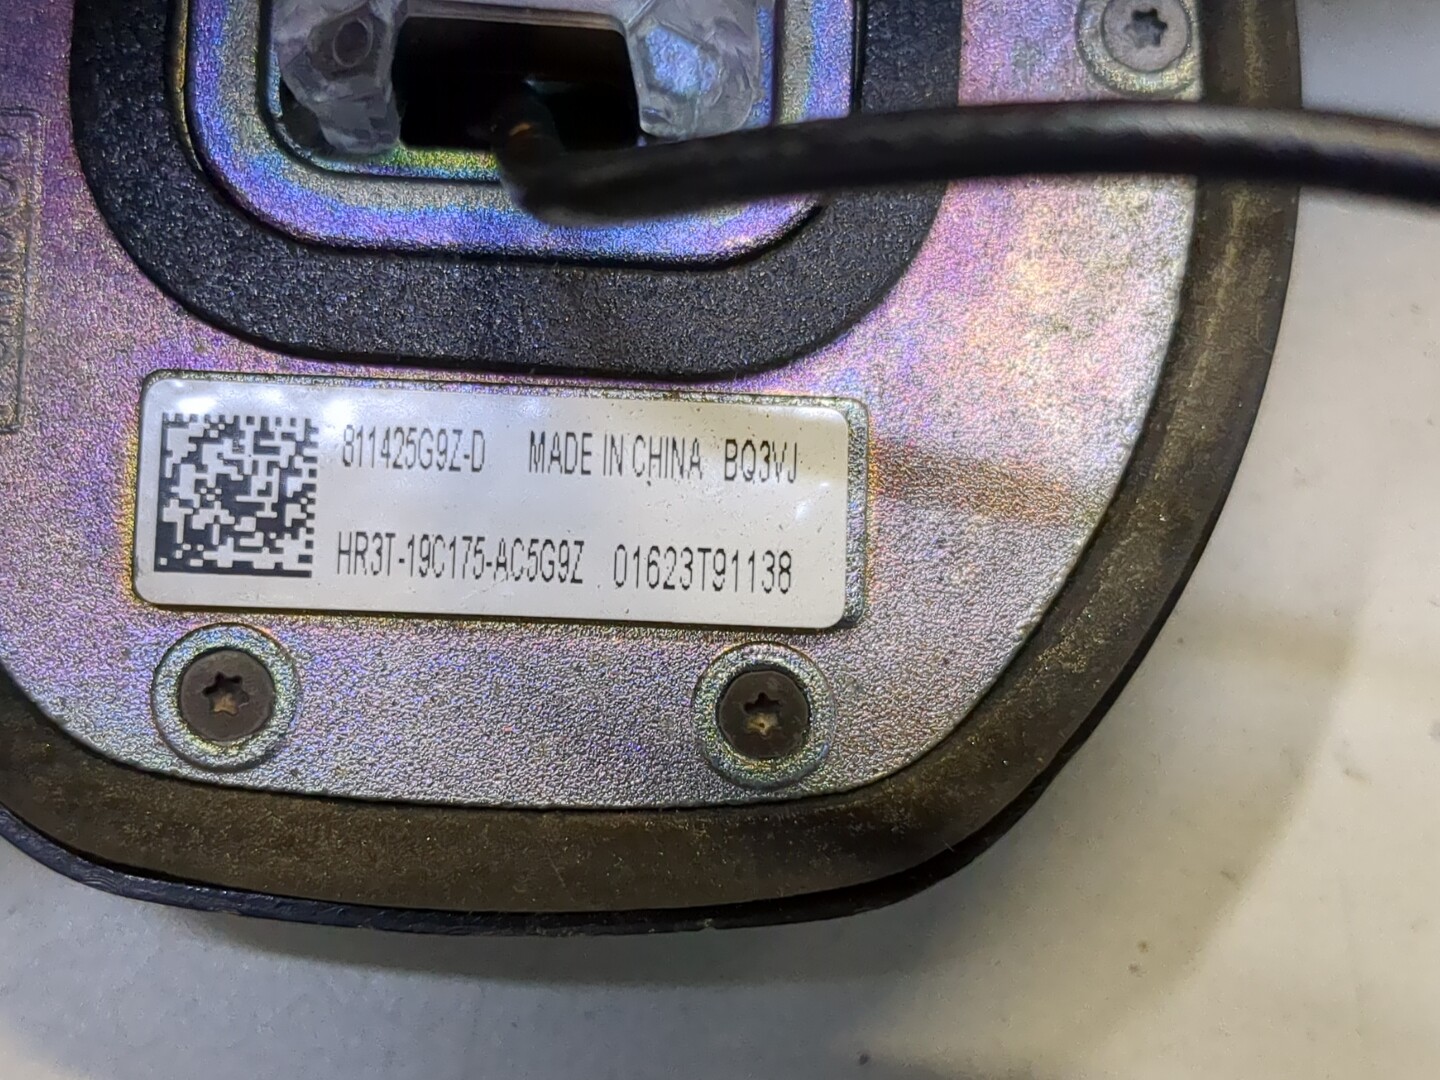 811425G9Z-D MADE IN CHINA BQ3VJ
HR3T-19C175-AC5G9Z 01623T91138